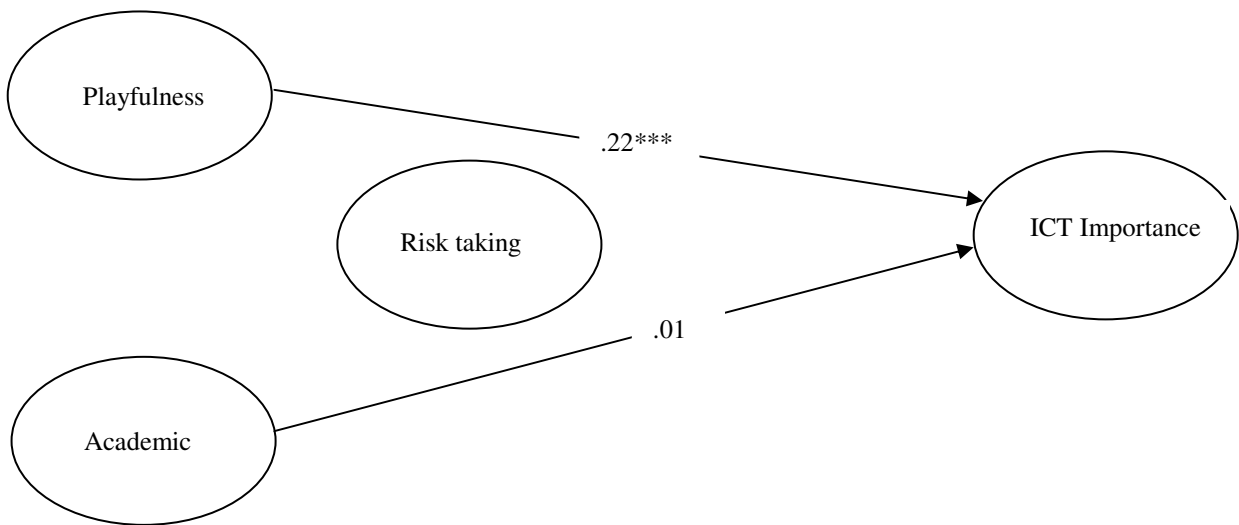 Playfulness
.22***
Risk taking
ICT Importance
.01
Academic